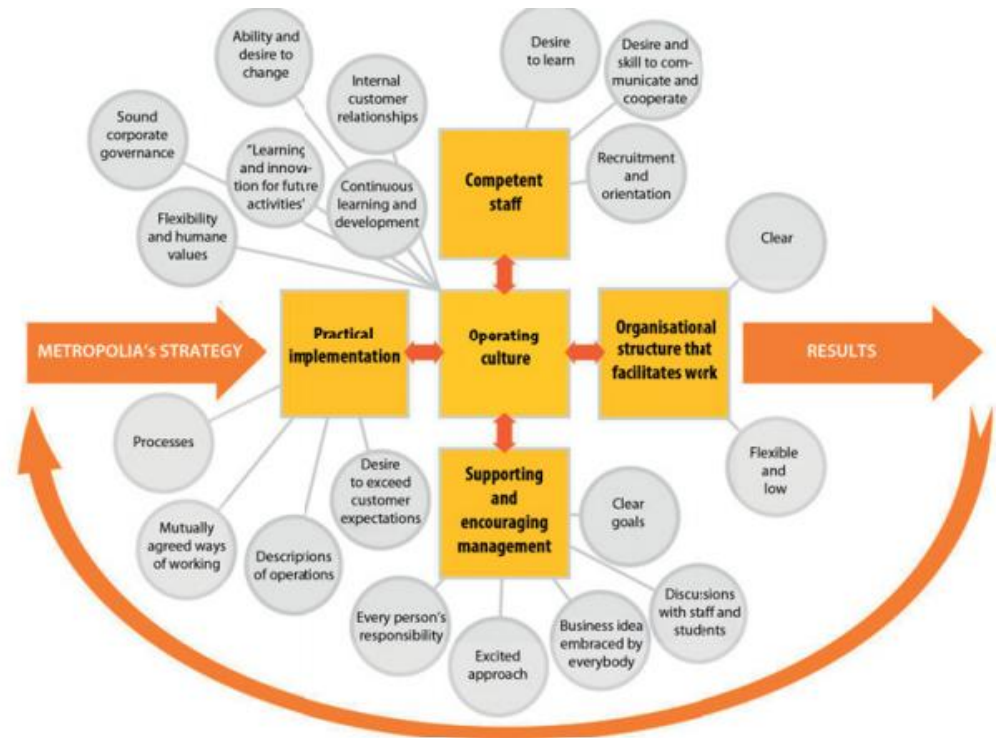 Ability and
desire to
change
Internal
customer
relationships
Desire
to learn
Desire and
skill to com-
municate and
cooperate
Sound
corporate
governance
"Learning
and innova-
tion for future
activities'
Continuous
learning and
development
Flexibility
and humane
values
Competent
staff
Recruitment
and
orientation
Clear
METROPOLIA's STRATEGY
Practical
implementation
Operating
culture
Organisational
structure that
facilitates work
RESULTS
Processes
Mutually
agreed ways
of working
Descriptions
of operations
Desire
to exceed
customer
expectations
Supporting
and
encouraging
management
Clear
goals
Flexible
and
low
Every person's
responsibility
Excited
approach
Business idea
embraced by
everybody
Discussions
with staff and
students